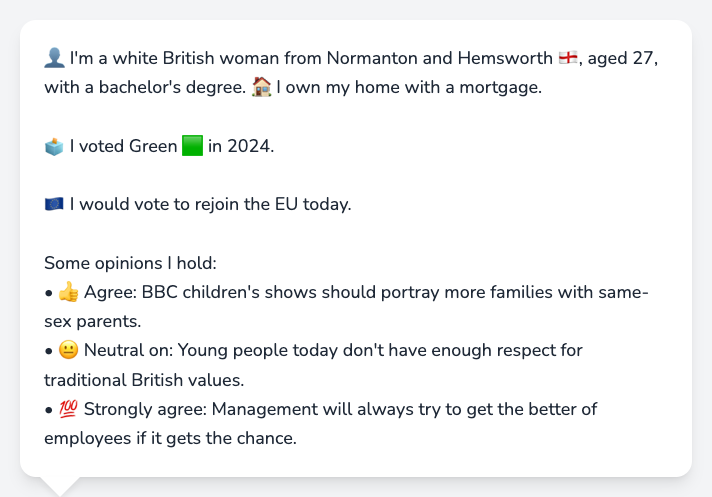 👤 I'm a white British woman from Normanton and Hemsworth 🏴󠁧󠁢󠁥󠁮󠁧󠁿, aged 27,
with a bachelor's degree. 🏠 I own my home with a mortgage.
🗳️ I voted Green 🟩 in 2024.
🇪🇺 I would vote to rejoin the EU today.
Some opinions I hold:
• 👍 Agree: BBC children's shows should portray more families with same-
sex parents.
• 😐 Neutral on: Young people today don't have enough respect for
traditional British values.
• 💯 Strongly agree: Management will always try to get the better of
employees if it gets the chance.